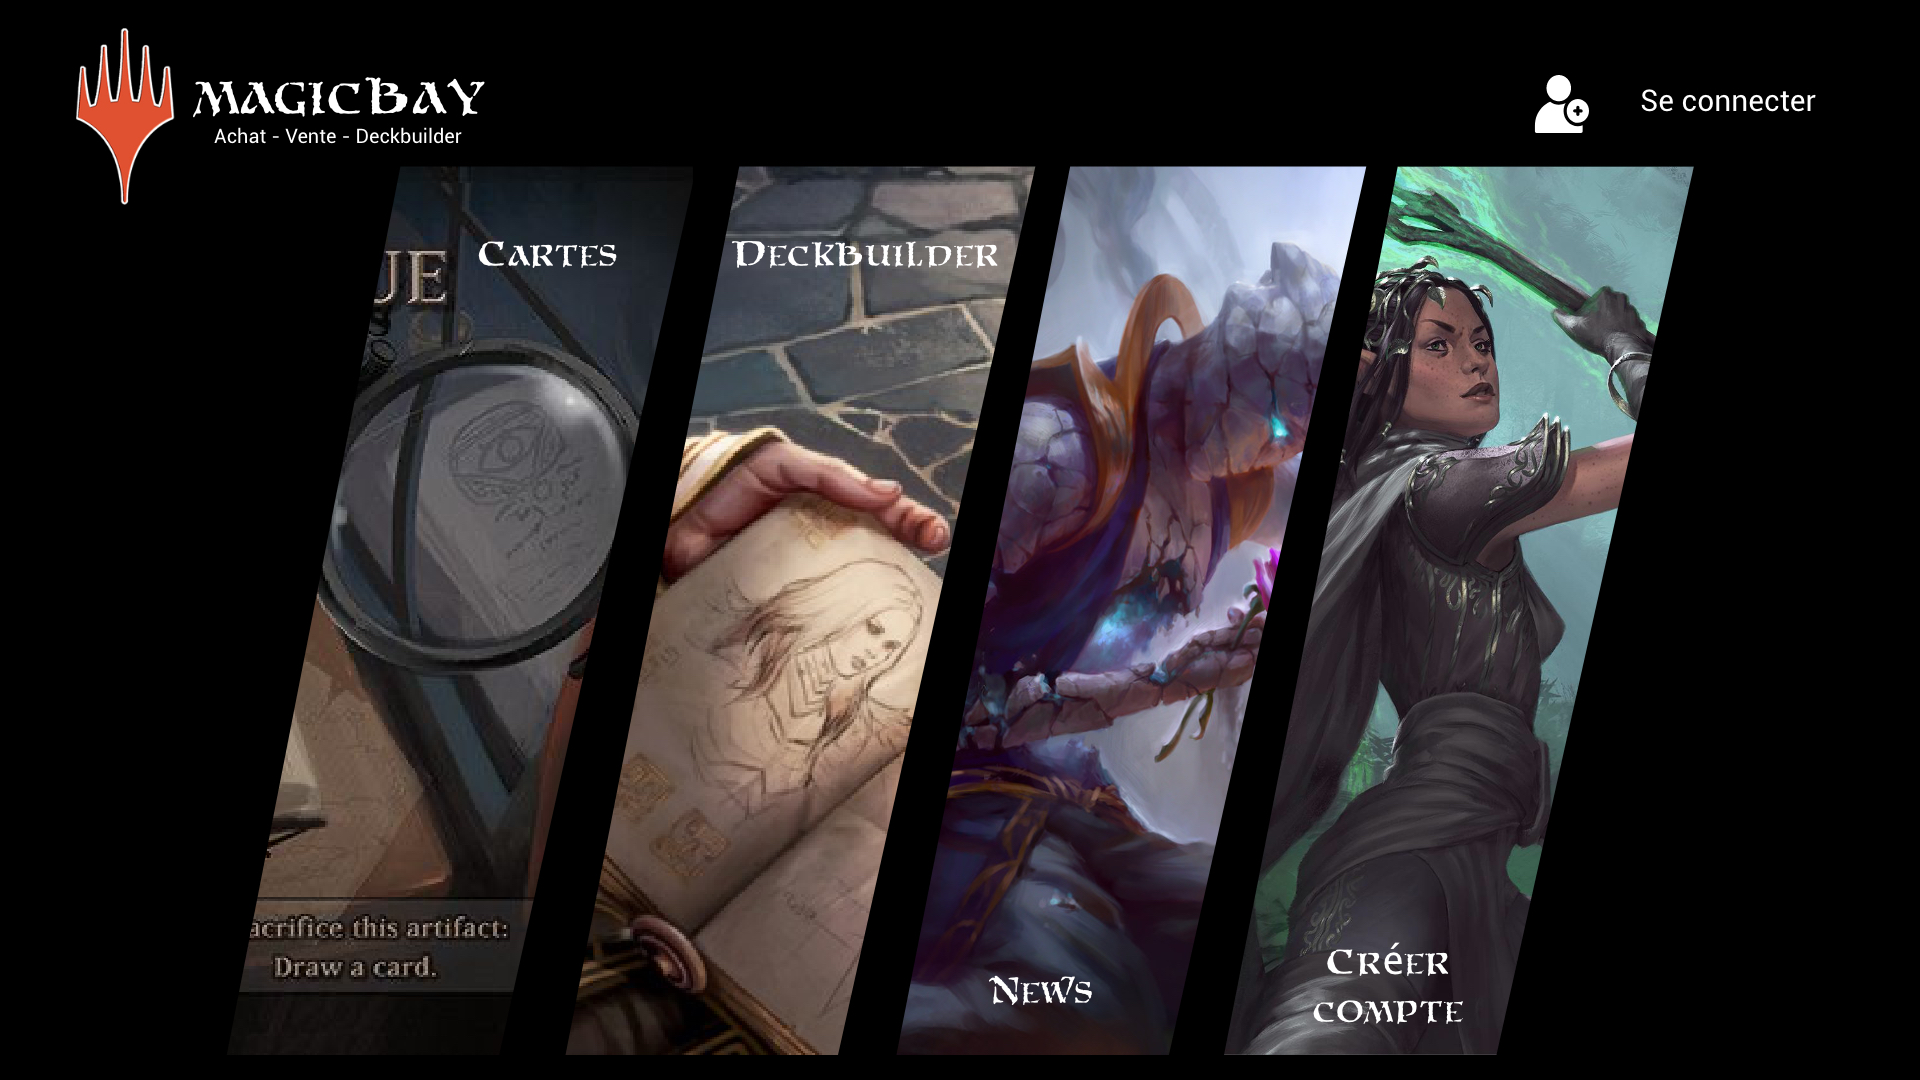 MAGICBAY
Achat - Vente - Deckbuilder
Se connecter
Cartes
Deckbuilder
UE
acrifice this artifact:
Draw a card.
News
Créer
compte